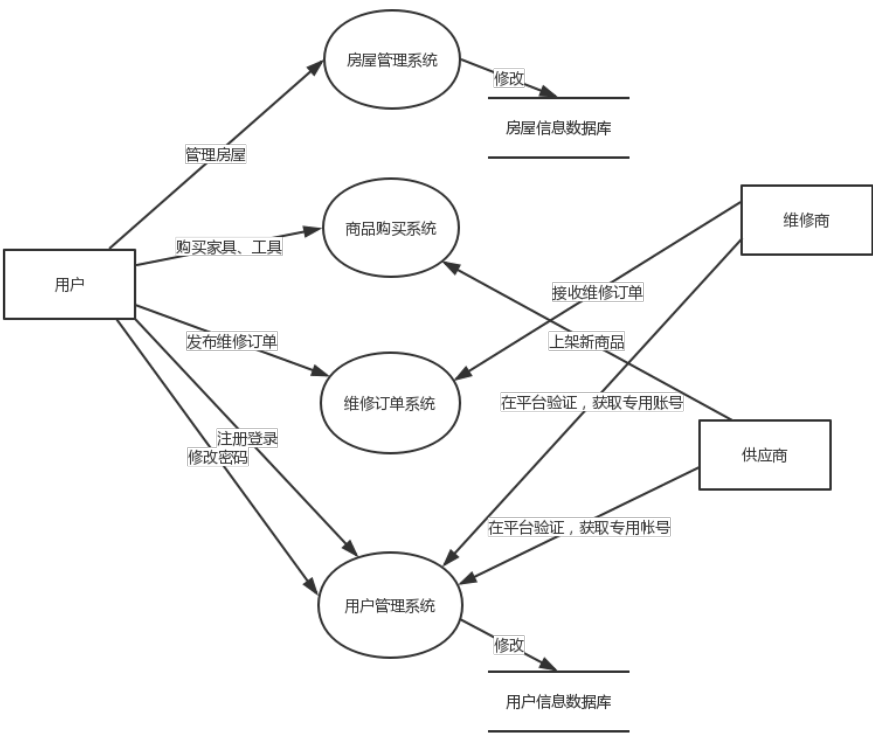 房屋管理系统
修改
房屋信息数据库
管理房屋
商品购买系统
维修商
购买家具、工具
用户
接收维修订单
发布维修订单
上架新商品
维修订单系统
在平台验证，获取专用账号
注册登录
修改密码
供应商
在平台验证，获取专用帐号
用户管理系统
修改
用户信息数据库